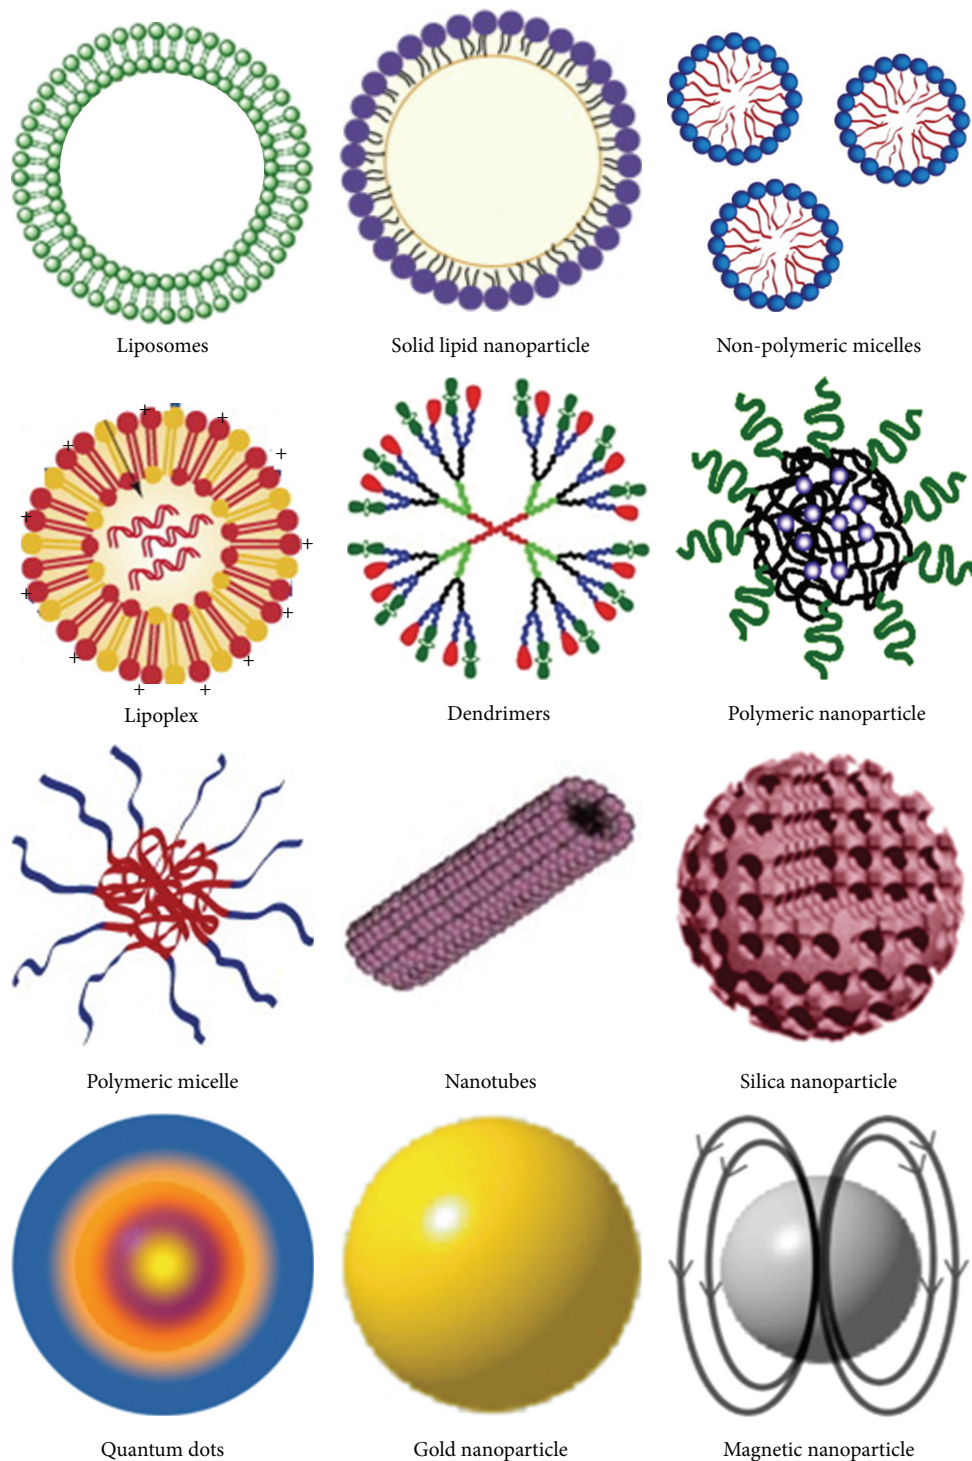 Liposomes
Solid lipid nanoparticle
Non-polymeric micelles
+ + + + + + + + + + + +
Lipoplex
Dendrimers
Polymeric nanoparticle
Polymeric micelle
Nanotubes
Silica nanoparticle
Quantum dots
Gold nanoparticle
Magnetic nanoparticle